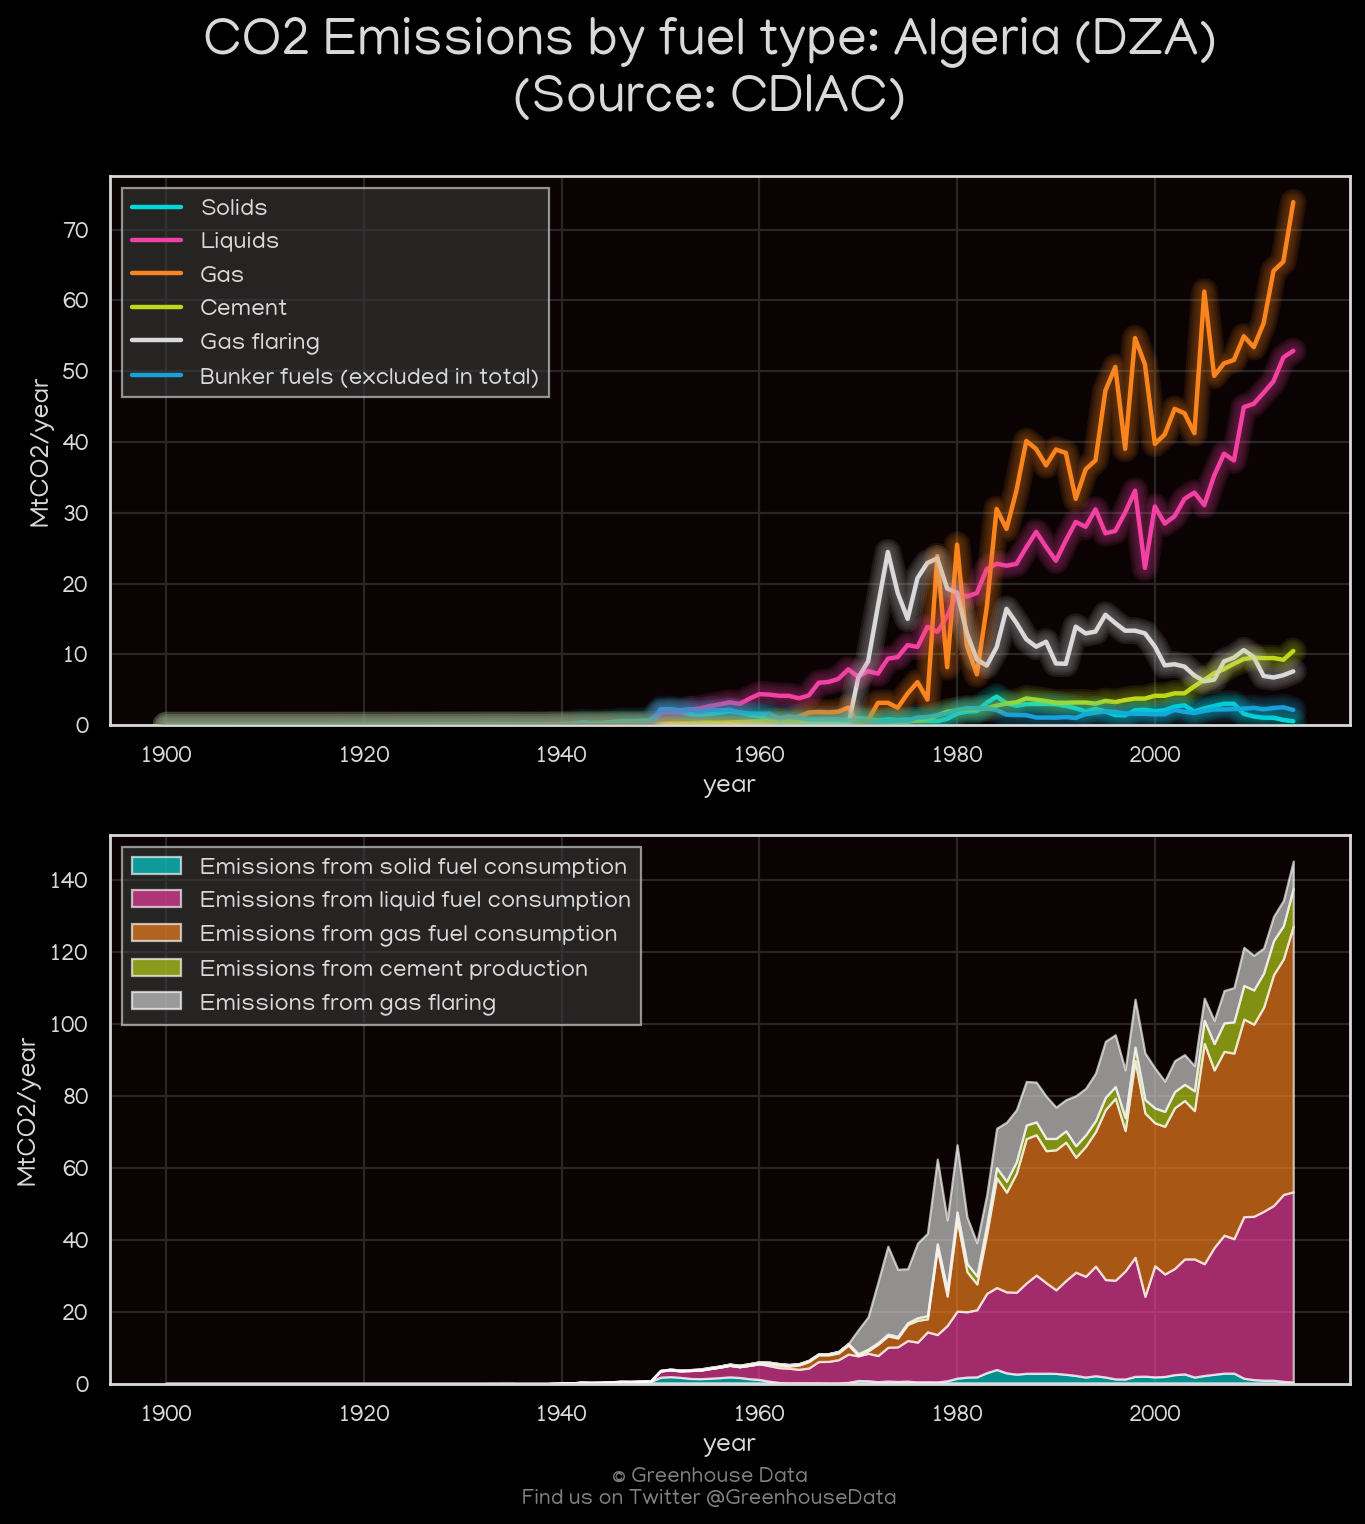 CO2 Emissions by fuel type: Algeria (DZA)
(Source: CDIAC)
Solids
Liquids
Gas
Cement
Gas flaring
Bunker fuels (excluded in total)
MtCO2/year
70
60
50
40
30
20
10
0
1900 1920 1940 1960 1980 2000
year
Emissions from solid fuel consumption
Emissions from liquid fuel consumption
Emissions from gas fuel consumption
Emissions from cement production
Emissions from gas flaring
MtCO2/year
140
120
100
80
60
40
20
0
1900 1920 1940 1960 1980 2000
year
© Greenhouse Data
Find us on Twitter @GreenhouseData